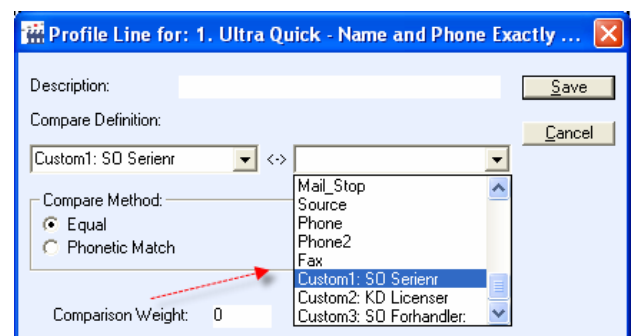 Profile Line for: 1. Ultra Quick - Name and Phone Exactly ...
Description:
Save
Compare Definition:
Cancel
Custom1: SO Serienr
<->
Mail_Stop
Source
Phone
Phone2
Fax
Custom1: SO Serienr
Custom2: KD Licenser
Custom3: SO Forhandler:
Compare Method:
Equal
Phonetic Match
Comparison Weight: 0